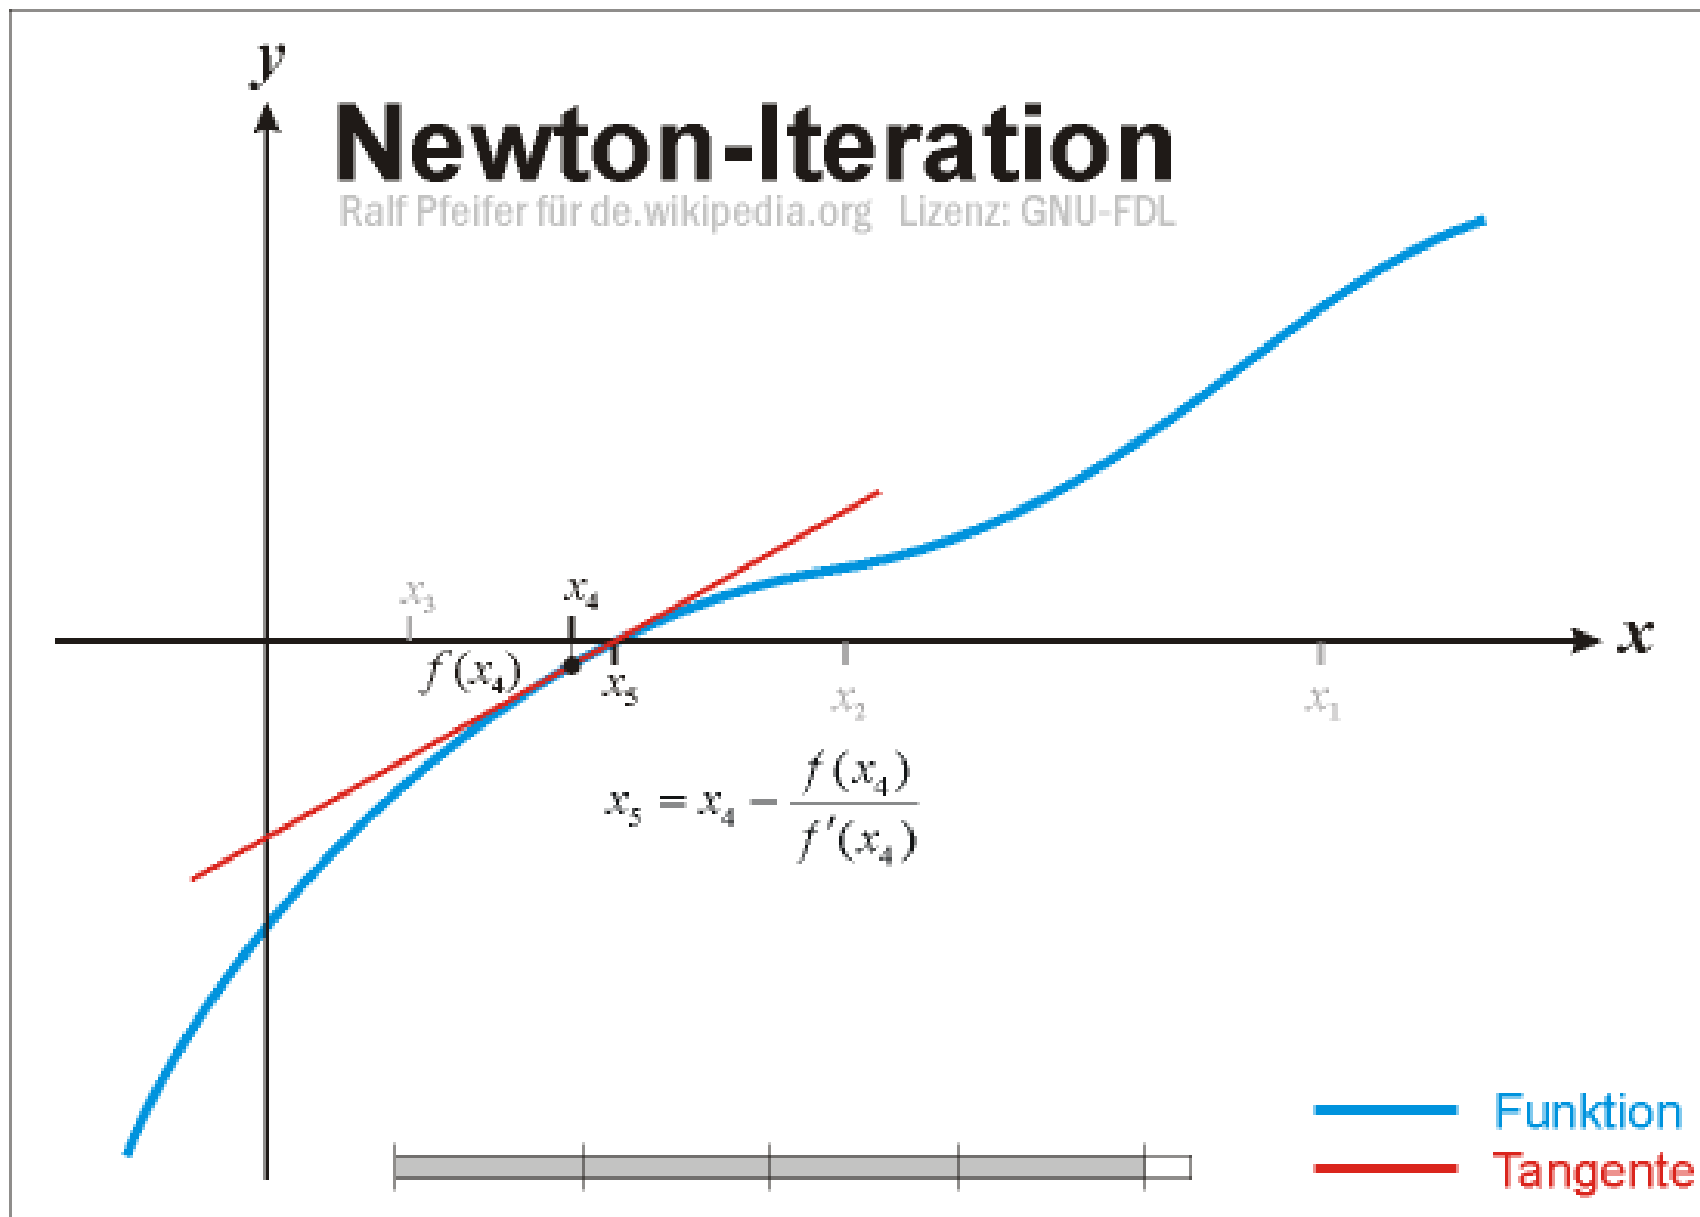 y
Newton-Iteration
Ralf Pfeifer für de.wikipedia.org Lizenz: GNU-FDL
x₃ x₄
x
f(x₄) x₅ x₂ x₁
x₅ = x₄ − f(x₄) / f′(x₄)
Funktion
Tangente